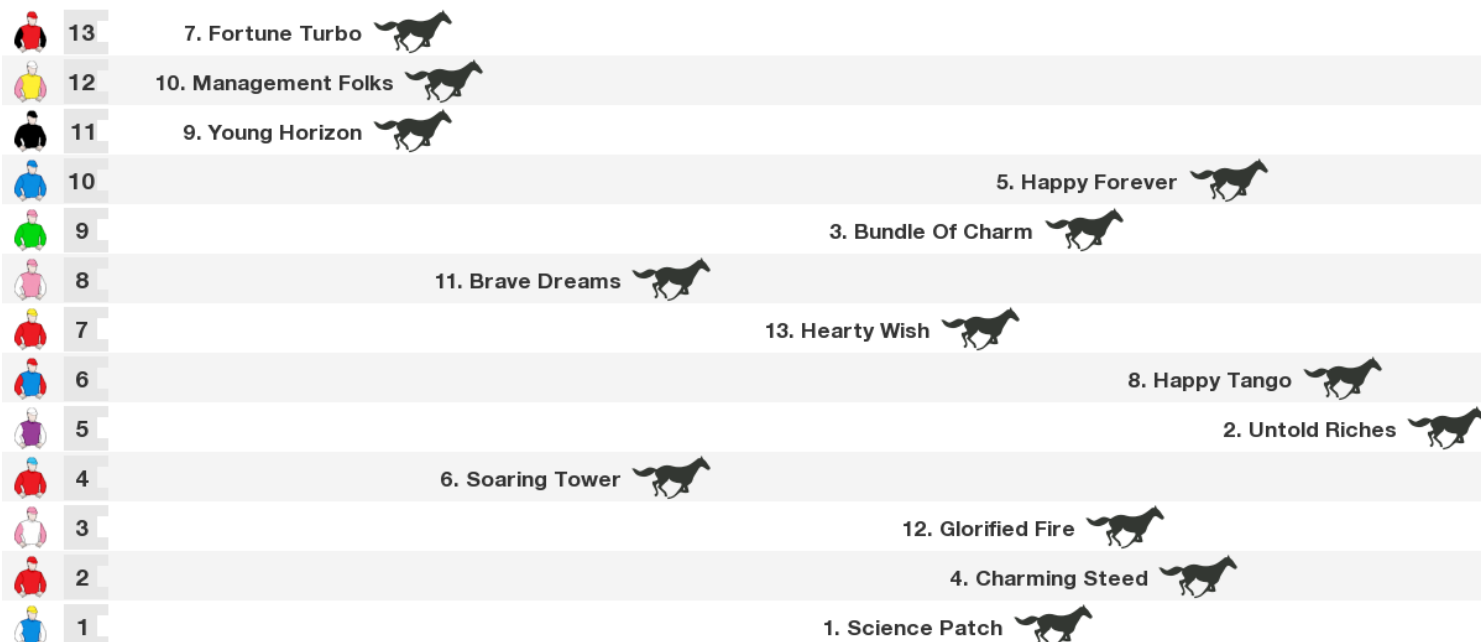 13 7. Fortune Turbo
12 10. Management Folks
11 9. Young Horizon
10 5. Happy Forever
9 3. Bundle Of Charm
8 11. Brave Dreams
7 13. Hearty Wish
6 8. Happy Tango
5 2. Untold Riches
4 6. Soaring Tower
3 12. Glorified Fire
2 4. Charming Steed
1 1. Science Patch